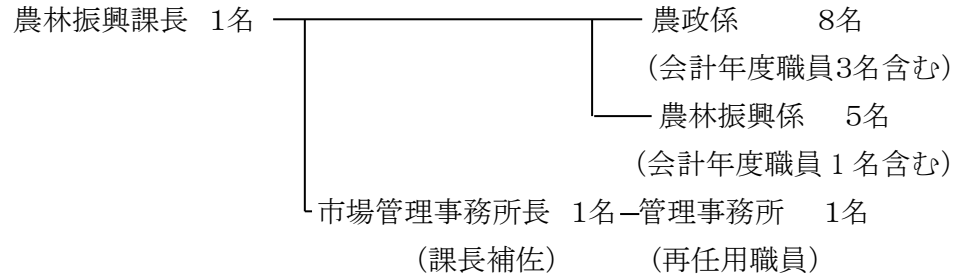 農林振興課長 1名 農政係 8名
(会計年度職員3名含む)
農林振興係 5名
(会計年度職員1名含む)
市場管理事務所長 1名 管理事務所 1名
(課長補佐) (再任用職員)